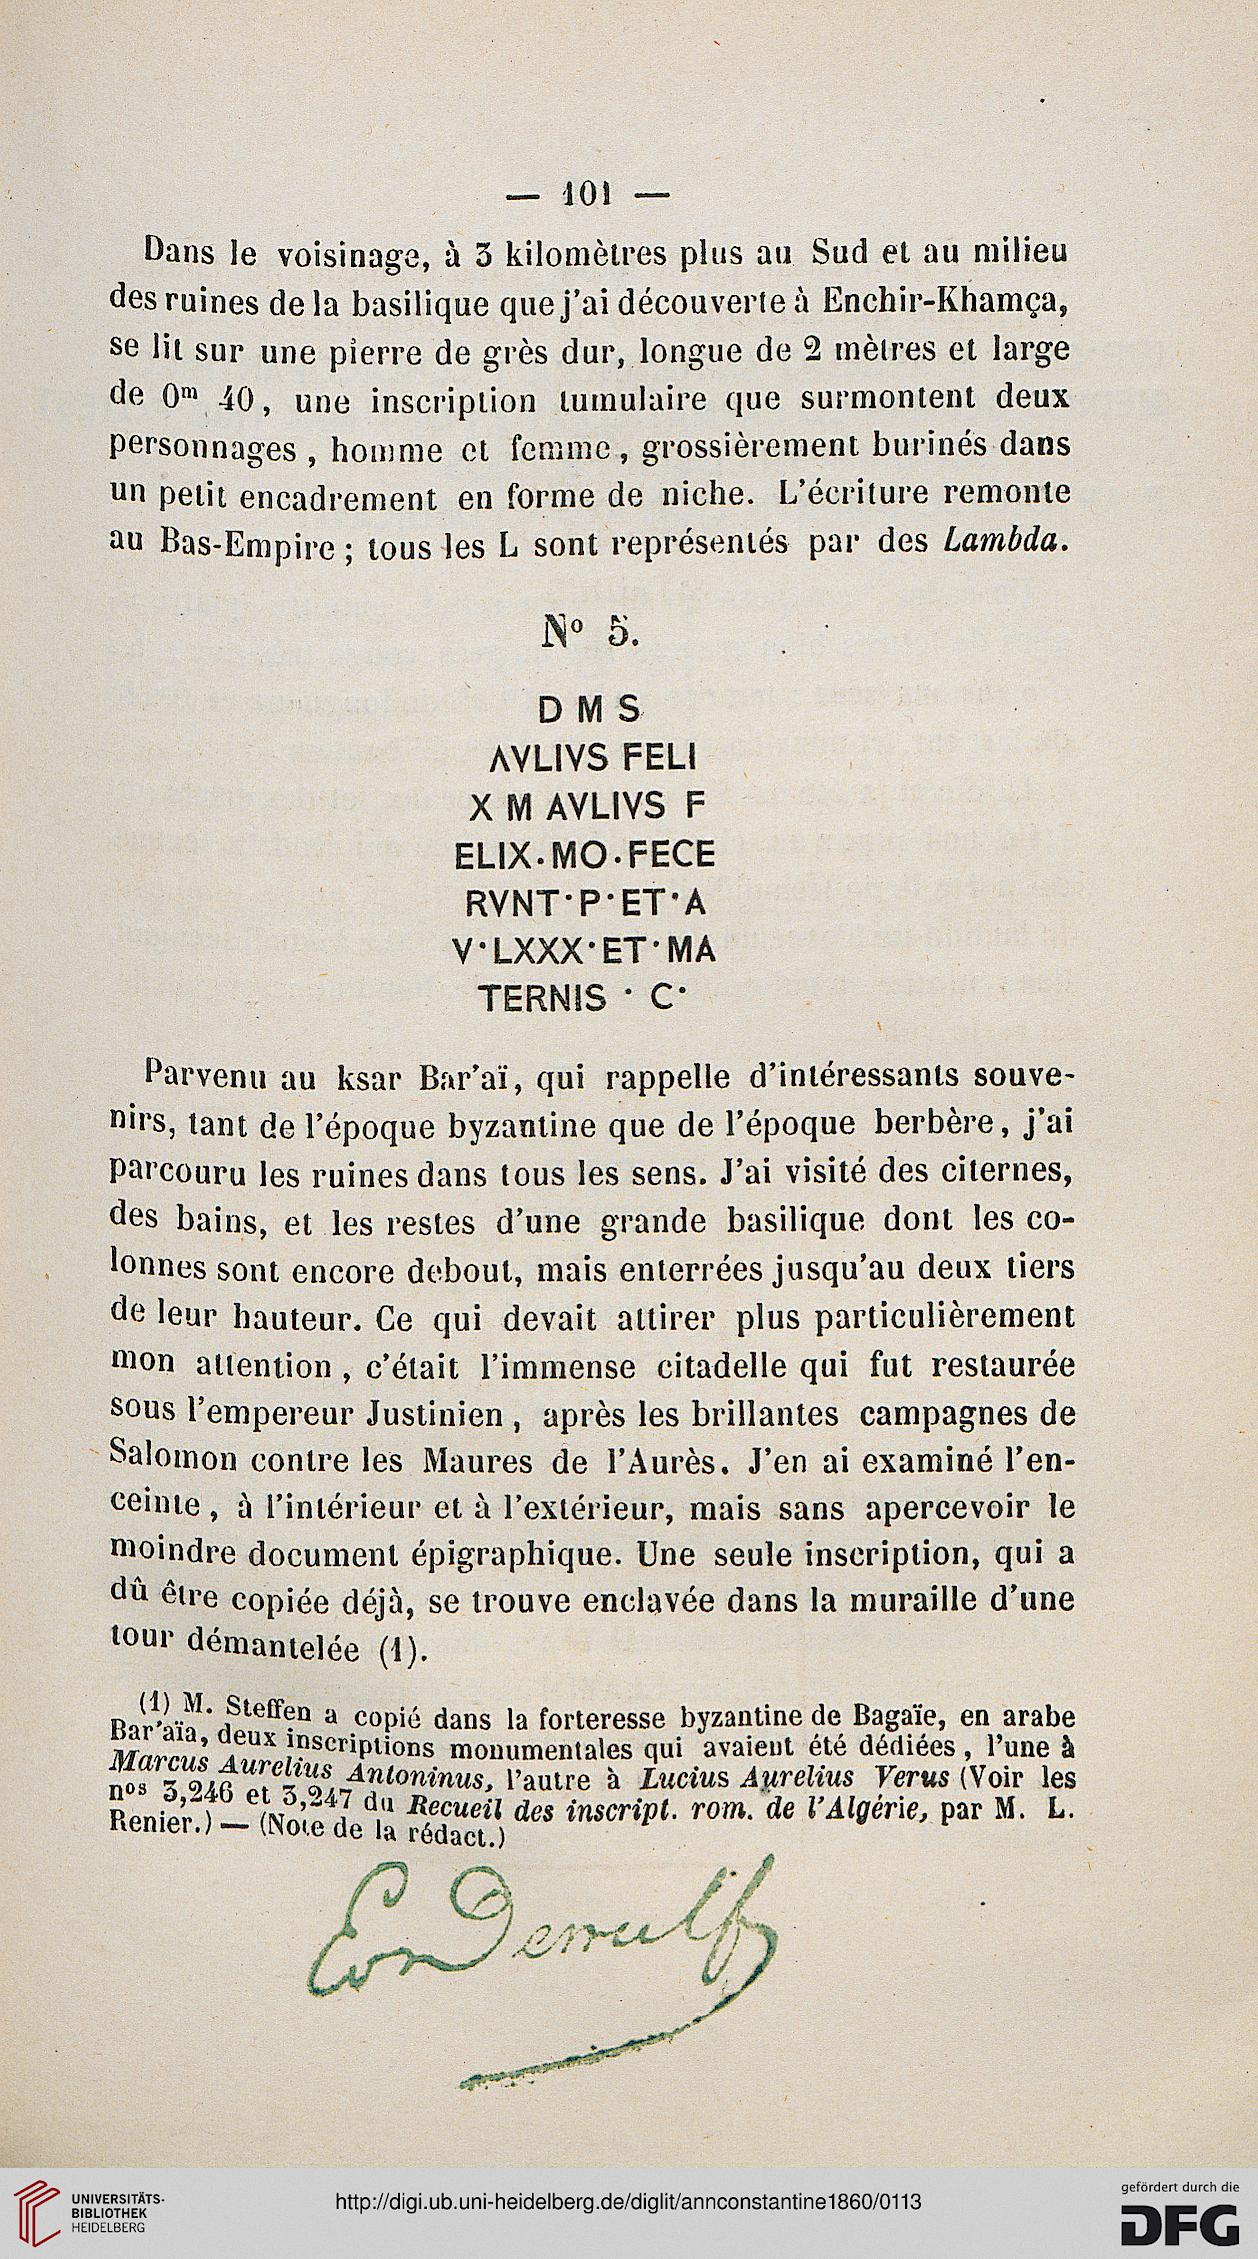 — 101 —
Dans le voisinage, à 3 kilomètres plus au Sud et au milieu
des ruines de la basilique que j'ai découverte à Enchir-Khamça,
se lit sur une pierre de grès dur, longue de 2 mètres et large
de 0m 40, une inscription tumulaire que surmontent deux
personnages, homme et femme, grossièrement burinés dans
un petit encadrement en forme de niche. L'écriture remonte
au Bas-Empire; tous les L sont représentés par des Lambda.
No 5.
D M S
ΛVLIVS FELI
X M AVLIVS F
ELIX.MO.FECE
RVNT·P·ET·A
V·LXXX·ET·MA
TERNIS · C·
Parvenu au ksar Bar'aï, qui rappelle d'intéressants souve-
nirs, tant de l'époque byzantine que de l'époque berbère, j'ai
parcouru les ruines dans tous les sens. J'ai visité des citernes,
des bains, et les restes d'une grande basilique dont les co-
lonnes sont encore debout, mais enterrées jusqu'au deux tiers
de leur hauteur. Ce qui devait attirer plus particulièrement
mon attention, c'était l'immense citadelle qui fut restaurée
sous l'empereur Justinien, après les brillantes campagnes de
Salomon contre les Maures de l'Aurès. J'en ai examiné l'en-
ceinte, à l'intérieur et à l'extérieur, mais sans apercevoir le
moindre document épigraphique. Une seule inscription, qui a
dû être copiée déjà, se trouve enclavée dans la muraille d'une
tour démantelée (1).
(1) M. Steffen a copié dans la forteresse byzantine de Bagaïe, en arabe
Bar'aïa, deux inscriptions monumentales qui avaient été dédiées, l'une à
Marcus Aurelius Antoninus, l'autre à Lucius Aurelius Verus (Voir les
nos 3,246 et 3,247 du Recueil des inscript. rom. de l'Algérie, par M. L.
Renier.) — (Note de la rédact.)
Dewulf
UNIVERSITÄTS-
BIBLIOTHEK
HEIDELBERG
http://digi.ub.uni-heidelberg.de/diglit/annconstantine1860/0113
gefördert durch die
DFG